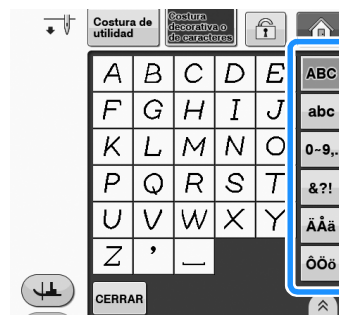 Costura de
utilidad
Costura
decorativa o
de caracteres
A B C D E
F G H I J
K L M N O
P Q R S T
U V W X Y
Z ' _
ABC
abc
0~9,.
&?!
ÄÅä
ÔÖö
CERRAR